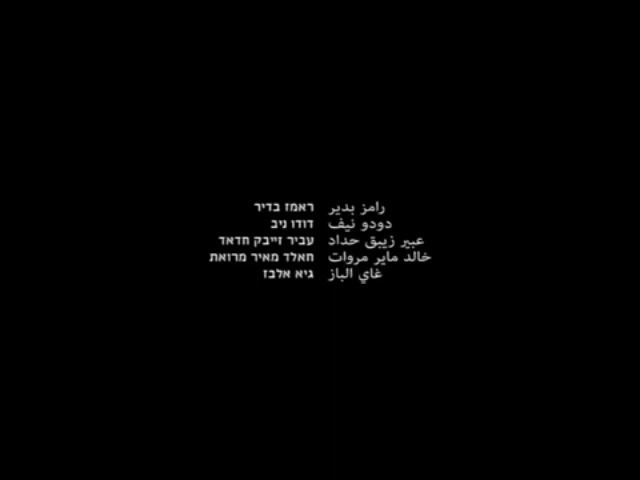 ראמז בדיר رامز بدير
דודו ניב دودو نيف
עביר זייבק חדאד عبير زيبق حداد
חאלד מאיר מרואת خالد ماير مروات
גיא אלבז غاي الباز